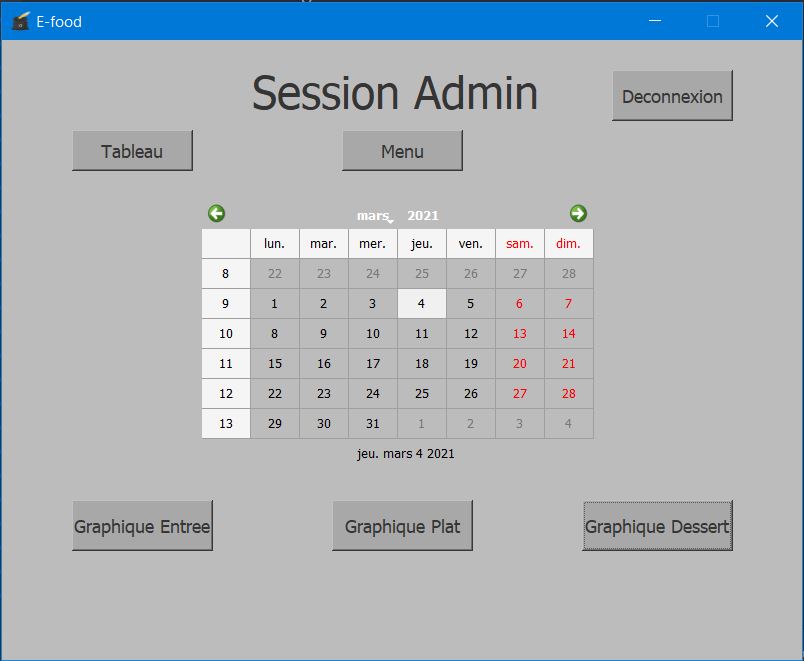 E-food
Session Admin
Deconnexion
Tableau Menu
mars 2021
lun. mar. mer. jeu. ven. sam. dim.
8 22 23 24 25 26 27 28
9 1 2 3 4 5 6 7
10 8 9 10 11 12 13 14
11 15 16 17 18 19 20 21
12 22 23 24 25 26 27 28
13 29 30 31 1 2 3 4
jeu. mars 4 2021
Graphique Entree Graphique Plat Graphique Dessert